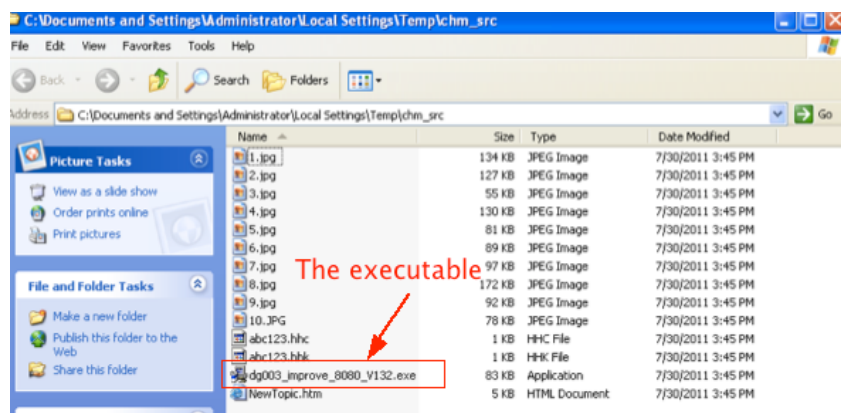 C:\Documents and Settings\Administrator\Local Settings\Temp\chm_src
File Edit View Favorites Tools Help
Back Search Folders
Address C:\Documents and Settings\Administrator\Local Settings\Temp\chm_src Go
Name Size Type Date Modified
Picture Tasks
View as a slide show
Order prints online
Print pictures
File and Folder Tasks
Make a new folder
Publish this folder to the
Web
Share this folder
1.jpg 134 KB JPEG Image 7/30/2011 3:45 PM
2.jpg 127 KB JPEG Image 7/30/2011 3:45 PM
3.jpg 55 KB JPEG Image 7/30/2011 3:45 PM
4.jpg 130 KB JPEG Image 7/30/2011 3:45 PM
5.jpg 81 KB JPEG Image 7/30/2011 3:45 PM
6.jpg 89 KB JPEG Image 7/30/2011 3:45 PM
7.jpg 97 KB JPEG Image 7/30/2011 3:45 PM
8.jpg 172 KB JPEG Image 7/30/2011 3:45 PM
9.jpg 92 KB JPEG Image 7/30/2011 3:45 PM
10.JPG 78 KB JPEG Image 7/30/2011 3:45 PM
abc123.hhc 1 KB HHC File 7/30/2011 3:45 PM
abc123.hhk 1 KB HHK File 7/30/2011 3:45 PM
dg003_improve_8080_V132.exe 83 KB Application 7/30/2011 3:45 PM
NewTopic.htm 5 KB HTML Document 7/30/2011 3:45 PM
The executable